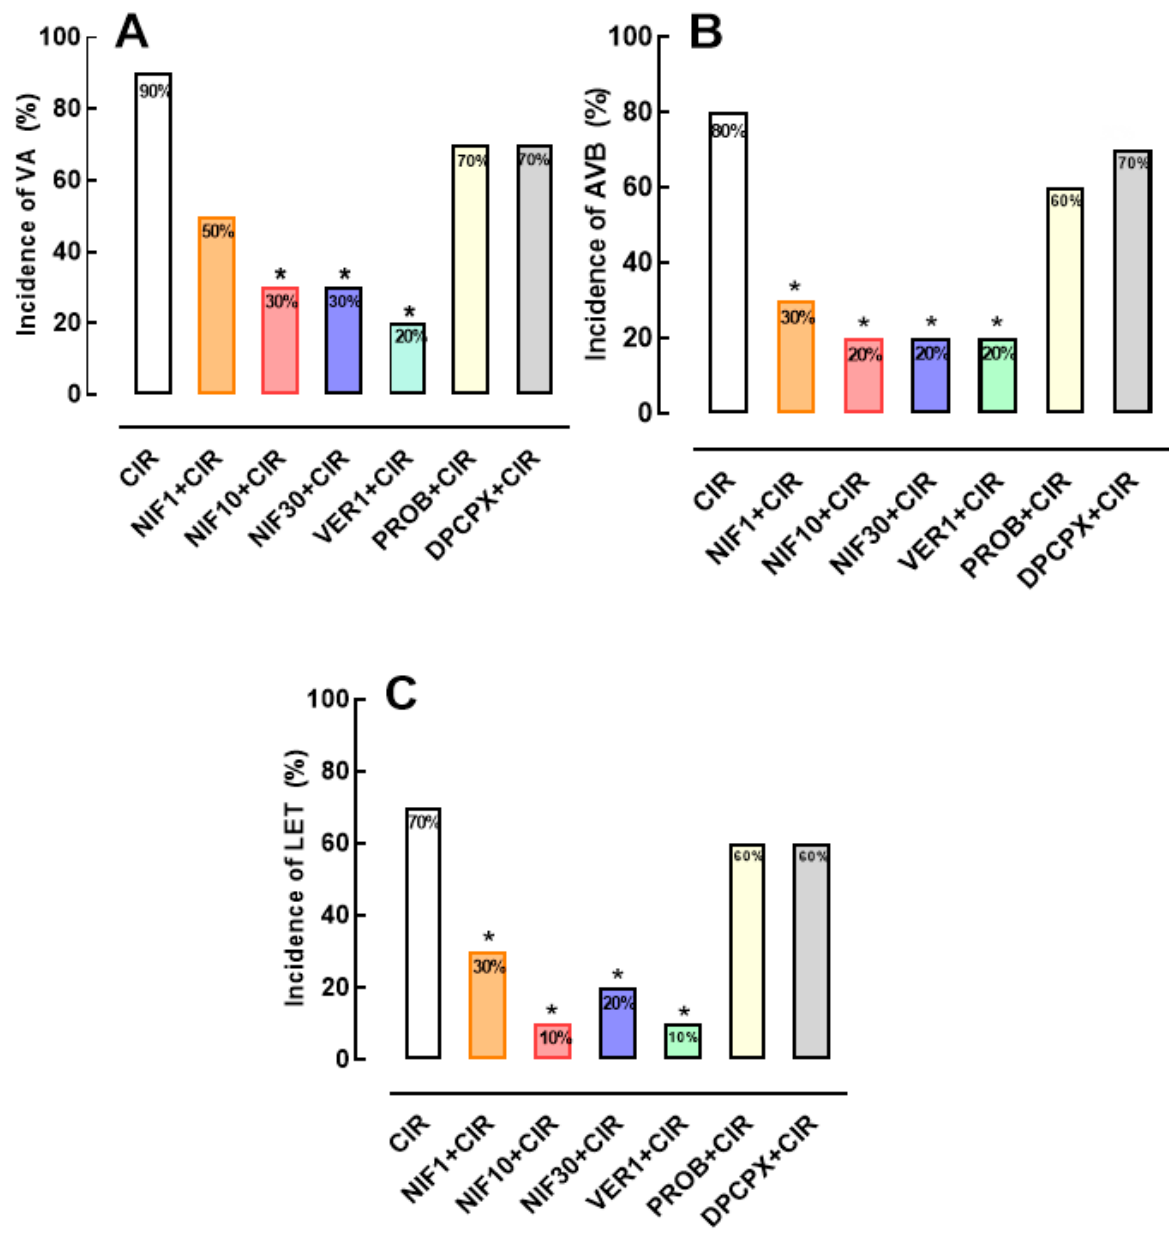 A
Incidence of VA (%)
100
80
60
40
20
0
90%
50%
*
30%
*
30%
*
20%
70%
70%
CIR
NIF1+CIR
NIF10+CIR
NIF30+CIR
VER1+CIR
PROB+CIR
DPCPX+CIR
B
Incidence of AVB (%)
100
80
60
40
20
0
80%
*
30%
*
20%
*
20%
*
20%
60%
70%
CIR
NIF1+CIR
NIF10+CIR
NIF30+CIR
VER1+CIR
PROB+CIR
DPCPX+CIR
C
Incidence of LET (%)
100
80
60
40
20
0
70%
*
30%
*
10%
*
20%
*
10%
60%
60%
CIR
NIF1+CIR
NIF10+CIR
NIF30+CIR
VER1+CIR
PROB+CIR
DPCPX+CIR